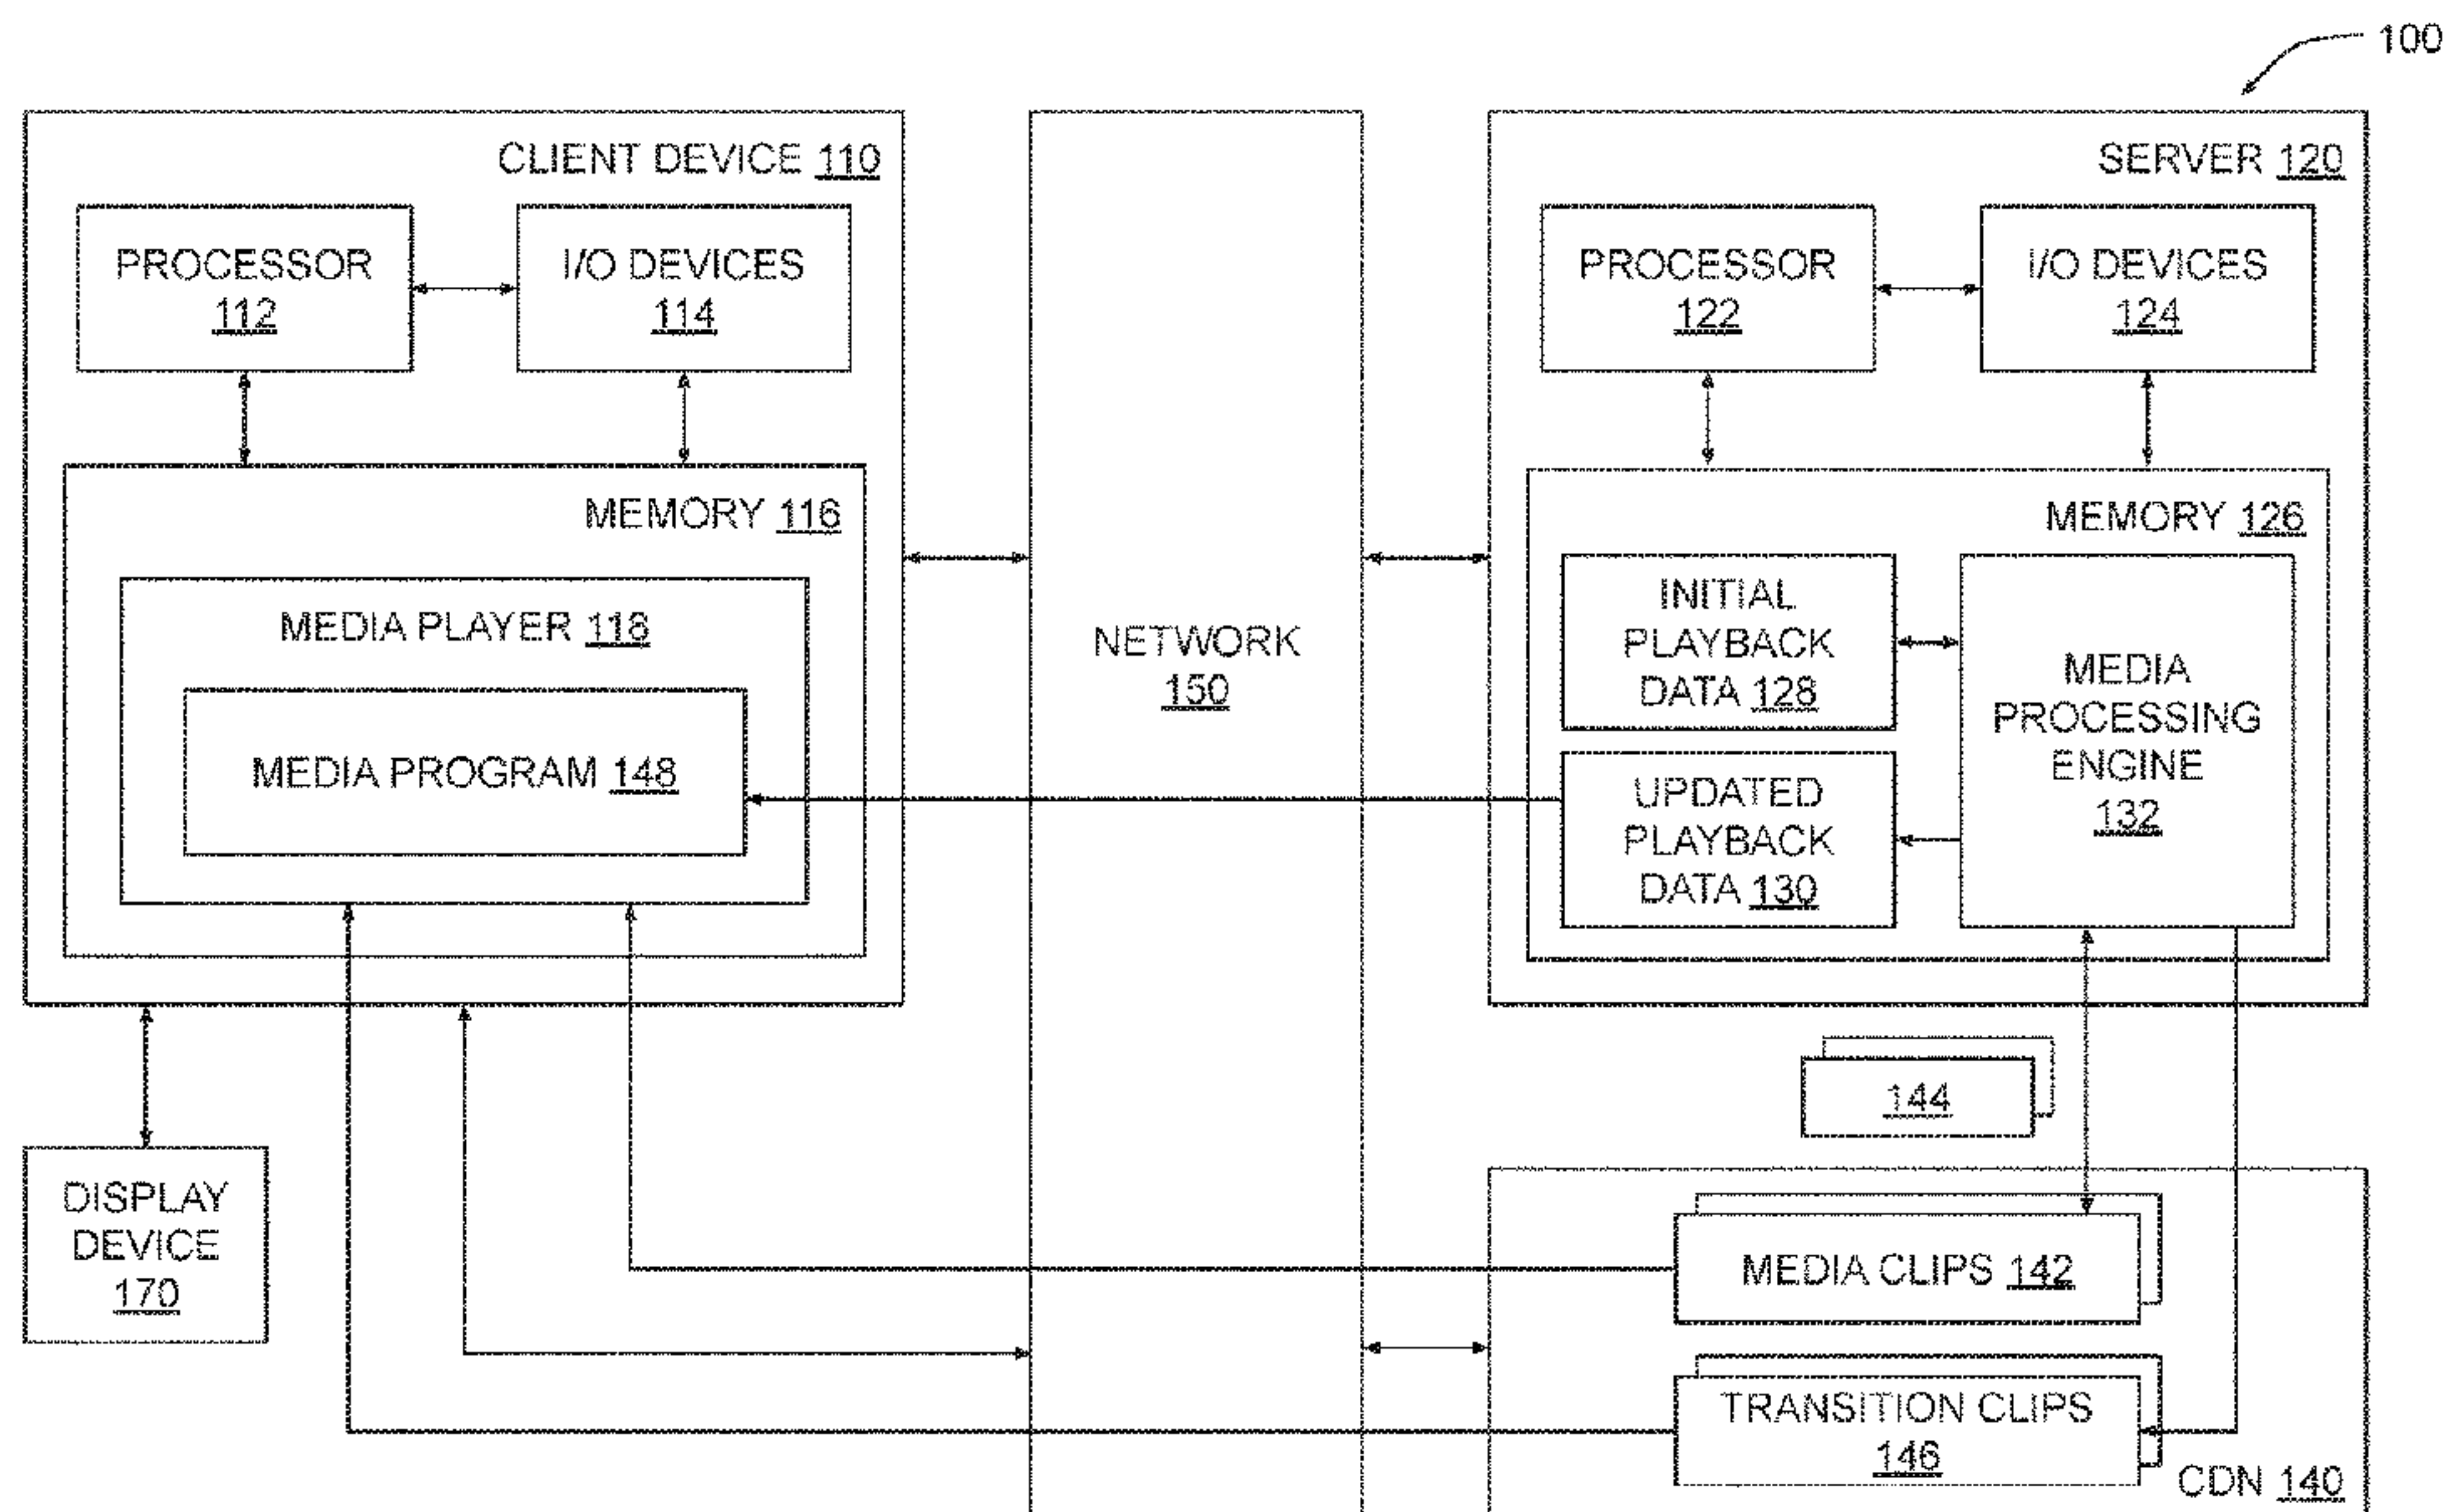 100
CLIENT DEVICE 110
PROCESSOR
112
I/O DEVICES
114
MEMORY 116
MEDIA PLAYER 118
MEDIA PROGRAM 148
DISPLAY
DEVICE
170
NETWORK
150
SERVER 120
PROCESSOR
122
I/O DEVICES
124
MEMORY 126
INITIAL
PLAYBACK
DATA 128
UPDATED
PLAYBACK
DATA 130
MEDIA
PROCESSING
ENGINE
132
144
MEDIA CLIPS 142
TRANSITION CLIPS
146
CDN 140